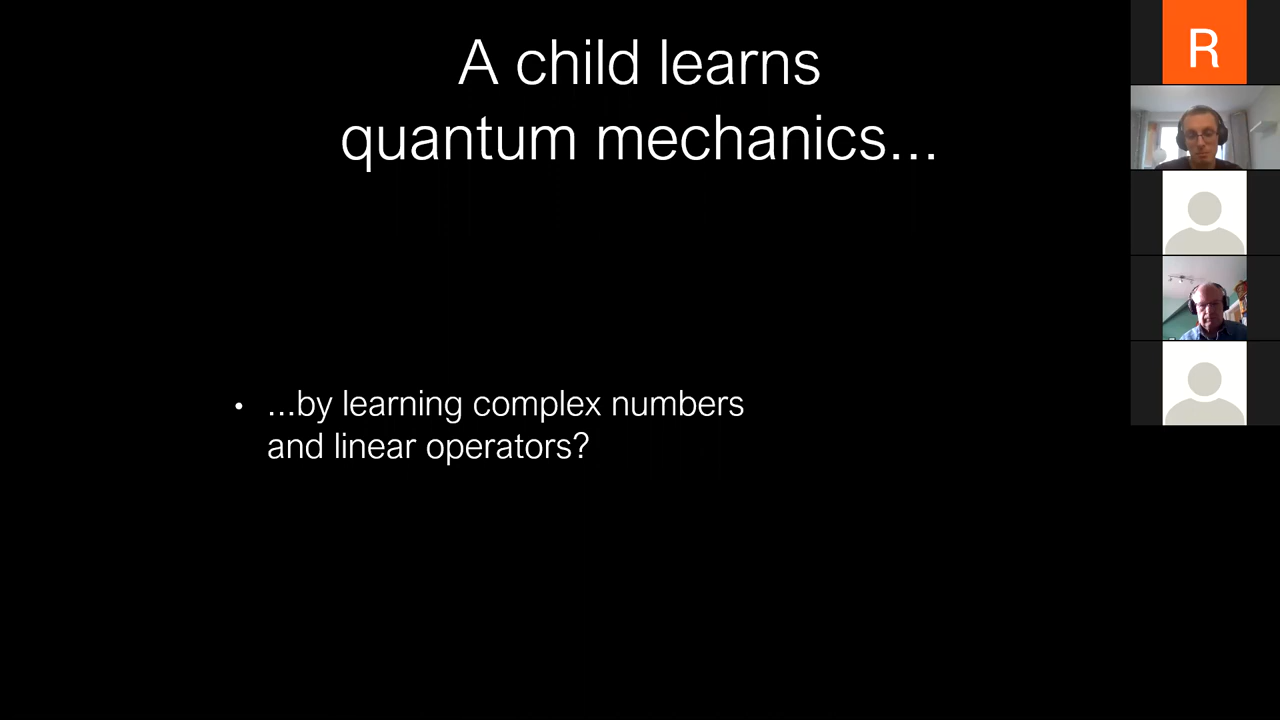 A child learns
quantum mechanics...
• ...by learning complex numbers
and linear operators?
R